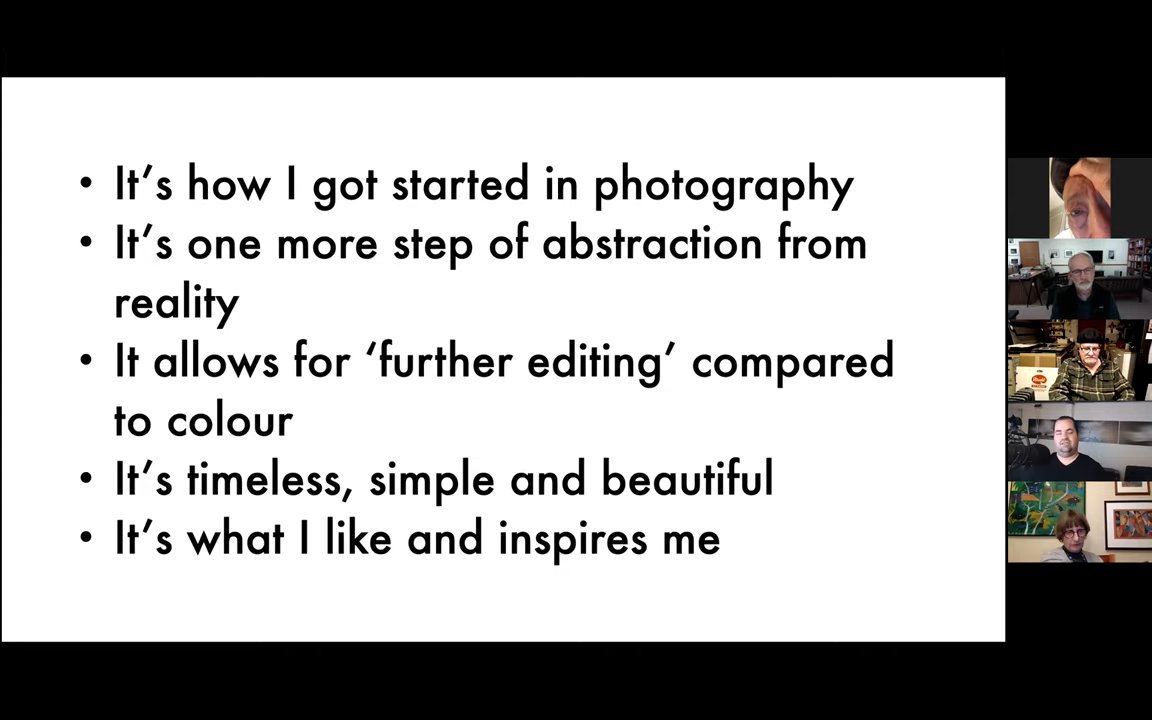 • It’s how I got started in photography
• It’s one more step of abstraction from
reality
• It allows for ‘further editing’ compared
to colour
• It’s timeless, simple and beautiful
• It’s what I like and inspires me